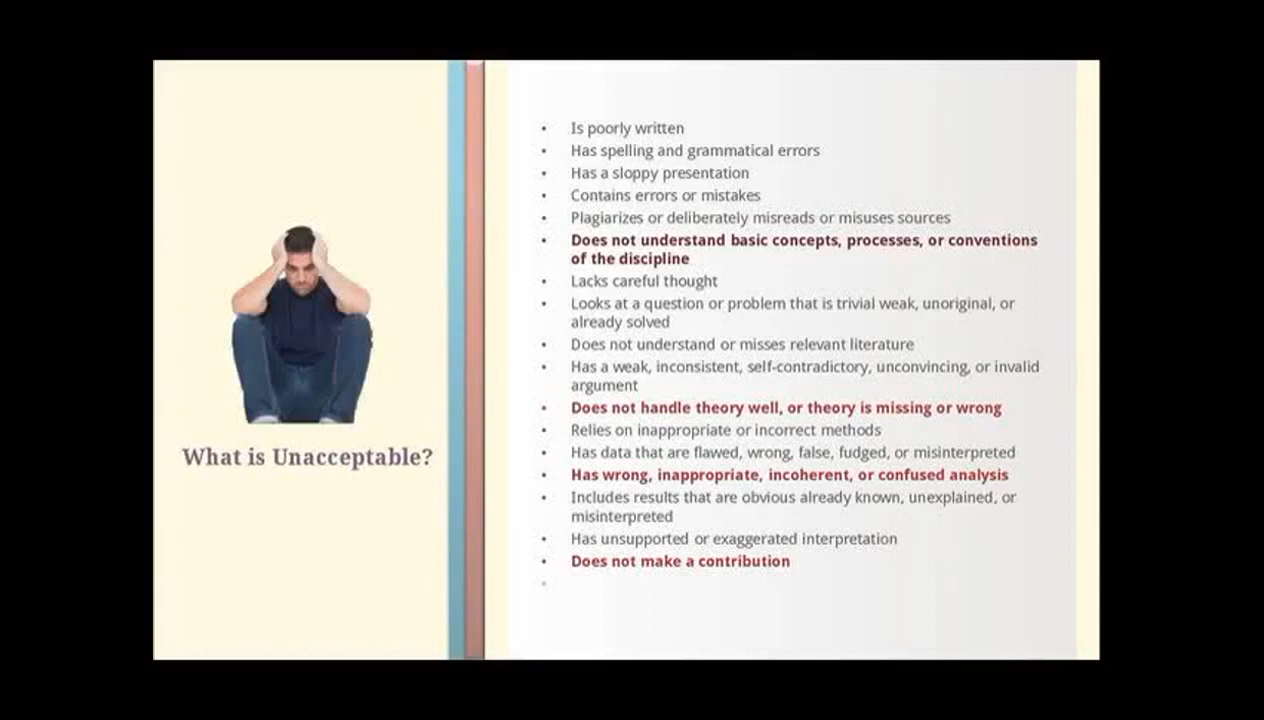 What is Unacceptable?
• Is poorly written
• Has spelling and grammatical errors
• Has a sloppy presentation
• Contains errors or mistakes
• Plagiarizes or deliberately misreads or misuses sources
• Does not understand basic concepts, processes, or conventions
of the discipline
• Lacks careful thought
• Looks at a question or problem that is trivial weak, unoriginal, or
already solved
• Does not understand or misses relevant literature
• Has a weak, inconsistent, self-contradictory, unconvincing, or invalid
argument
• Does not handle theory well, or theory is missing or wrong
• Relies on inappropriate or incorrect methods
• Has data that are flawed, wrong, false, fudged, or misinterpreted
• Has wrong, inappropriate, incoherent, or confused analysis
• Includes results that are obvious already known, unexplained, or
misinterpreted
• Has unsupported or exaggerated interpretation
• Does not make a contribution
•